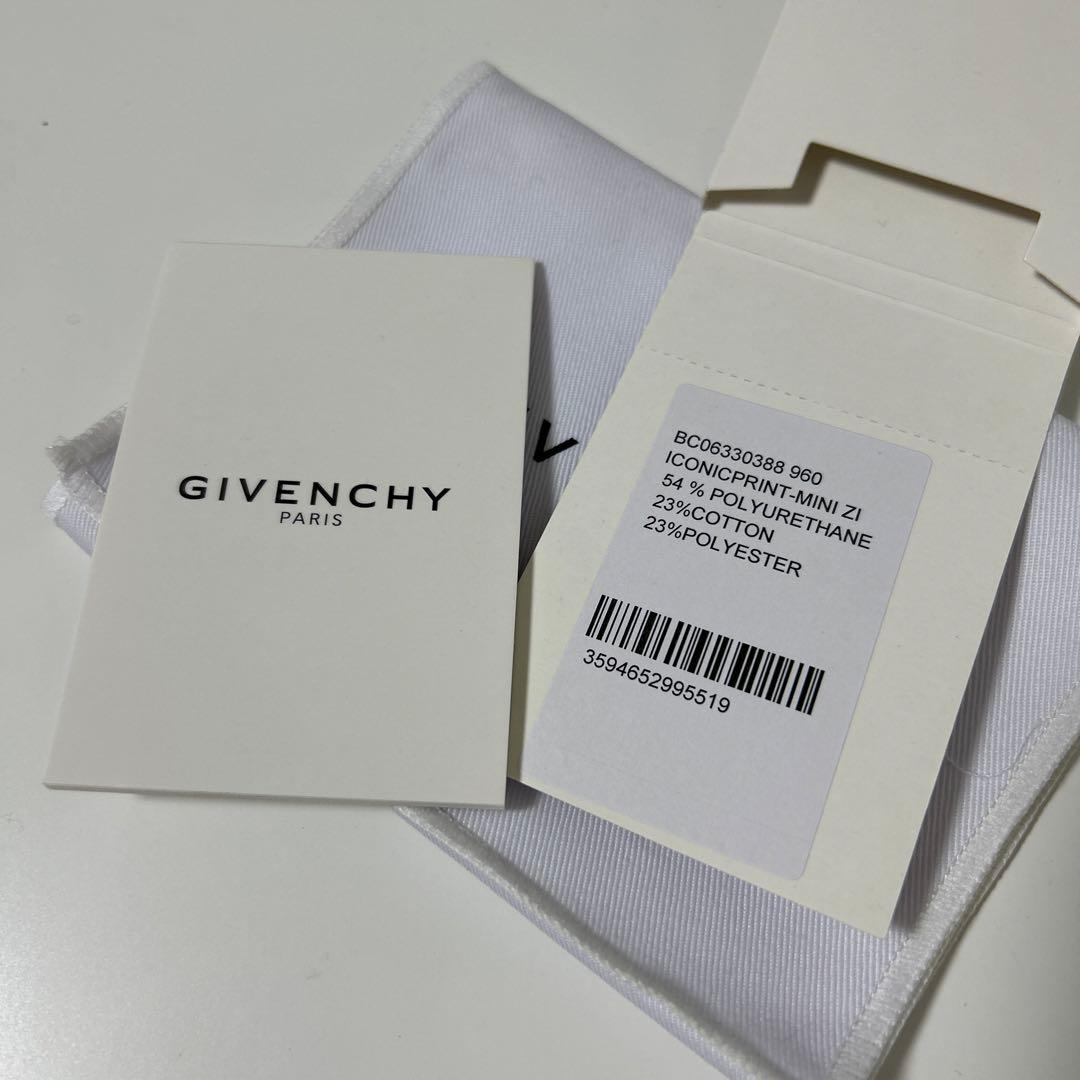 GIVENCHY
PARIS
V
BC06330388 960
ICONICPRINT-MINI ZI
54 % POLYURETHANE
23%COTTON
23%POLYESTER
3594652995519